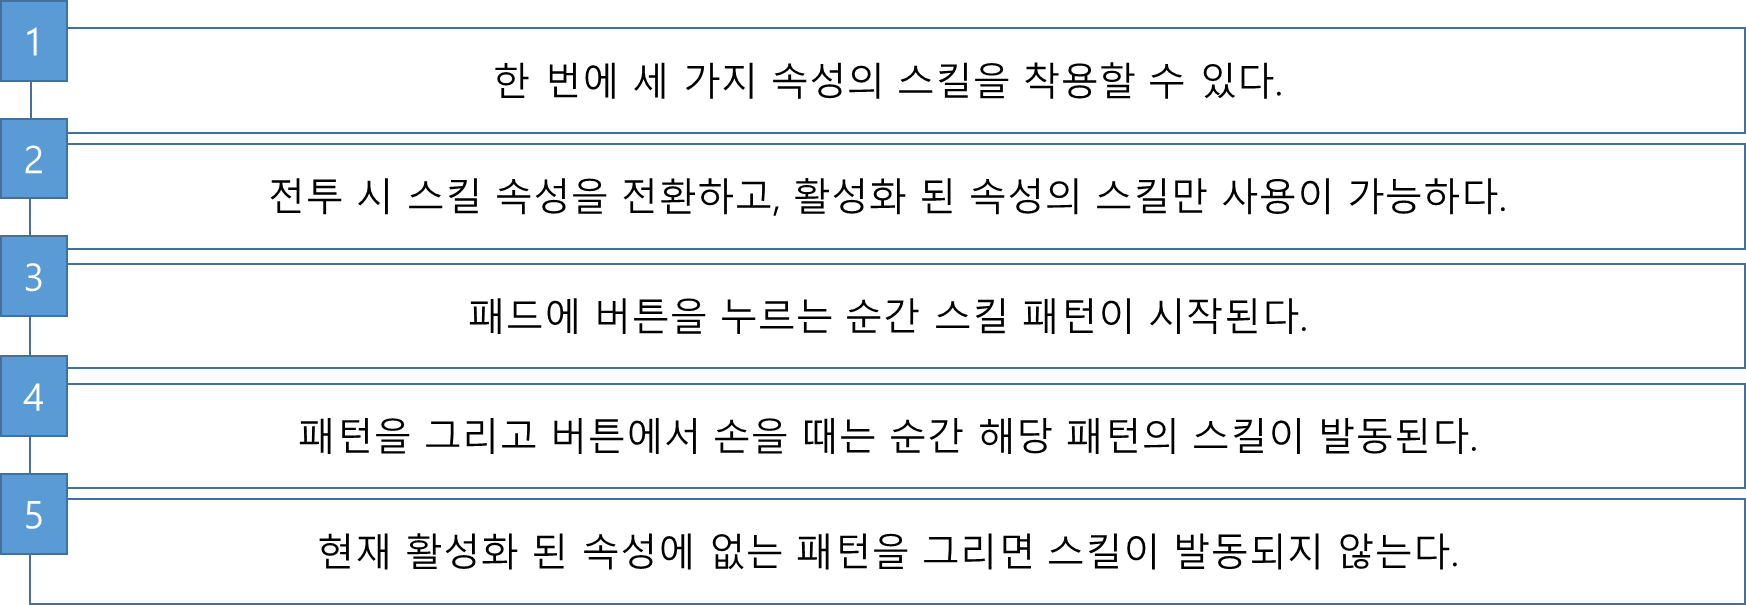 1
한 번에 세 가지 속성의 스킬을 착용할 수 있다.
2
전투 시 스킬 속성을 전환하고, 활성화 된 속성의 스킬만 사용이 가능하다.
3
패드에 버튼을 누르는 순간 스킬 패턴이 시작된다.
4
패턴을 그리고 버튼에서 손을 때는 순간 해당 패턴의 스킬이 발동된다.
5
현재 활성화 된 속성에 없는 패턴을 그리면 스킬이 발동되지 않는다.